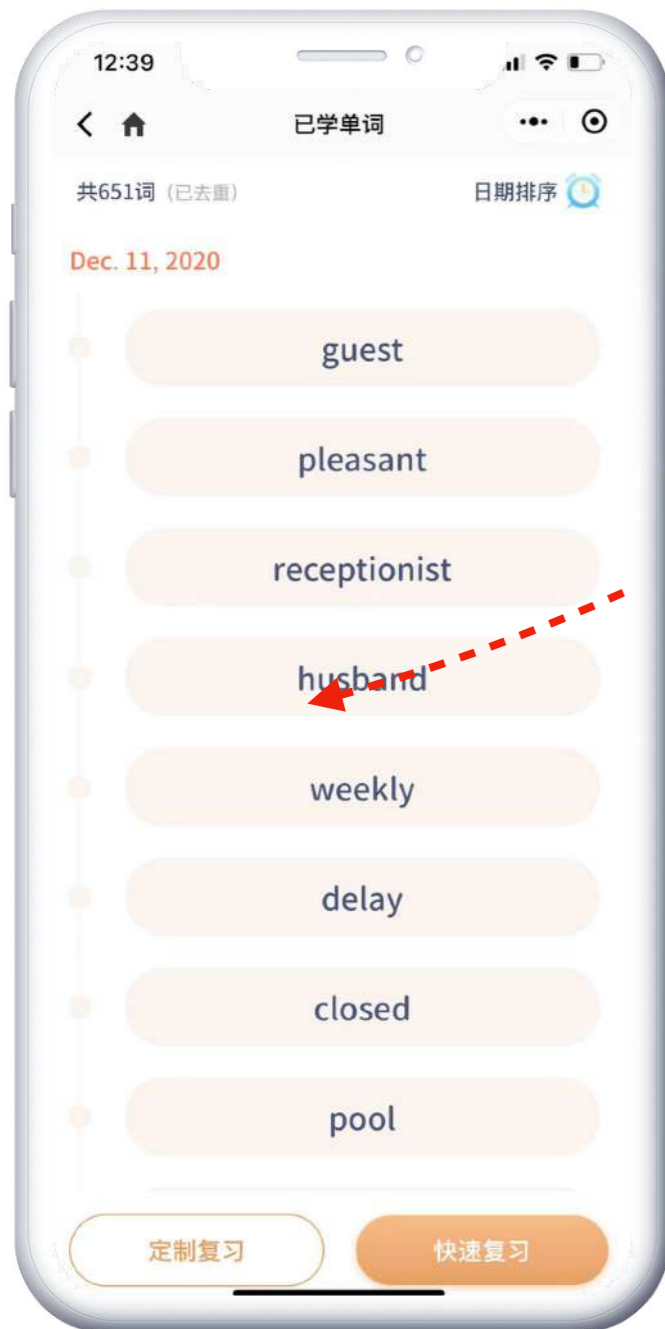 12:39
已学单词
共651词 (已去重)
日期排序
Dec. 11, 2020
guest
pleasant
receptionist
husband
weekly
delay
closed
pool
定制复习
快速复习